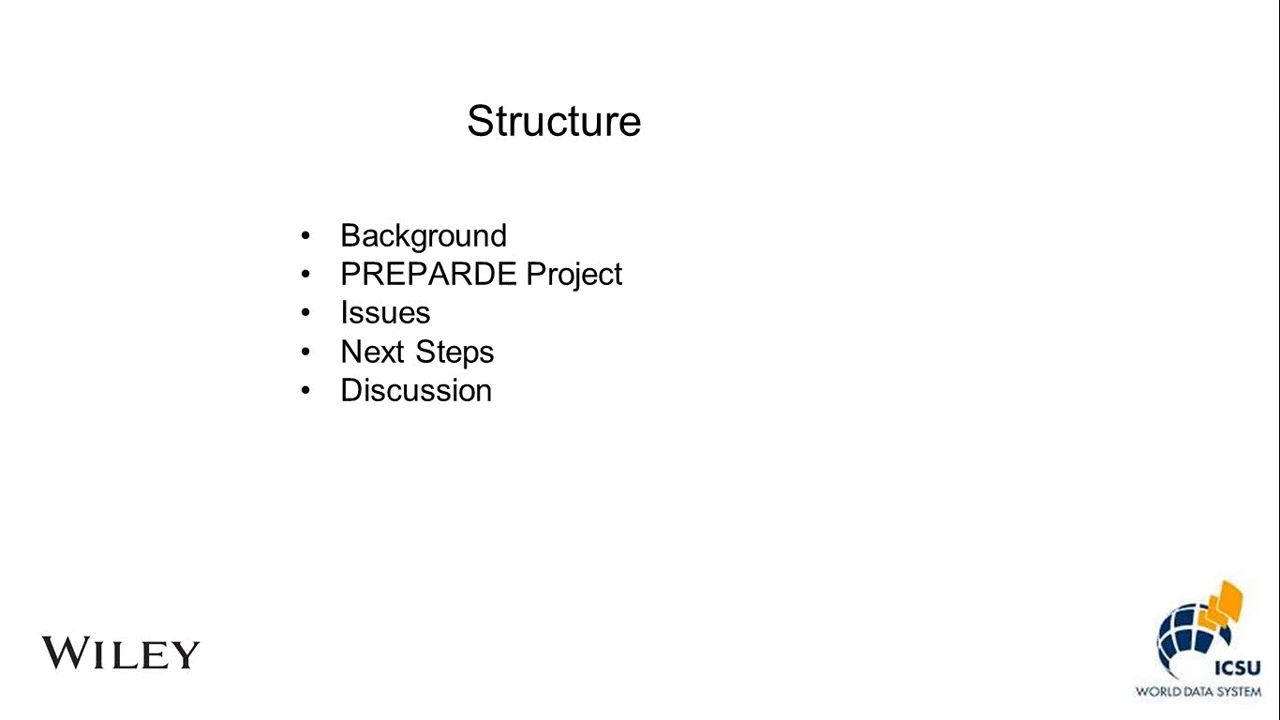 Structure
• Background
• PREPARDE Project
• Issues
• Next Steps
• Discussion
WILEY
ICSU
WORLD DATA SYSTEM